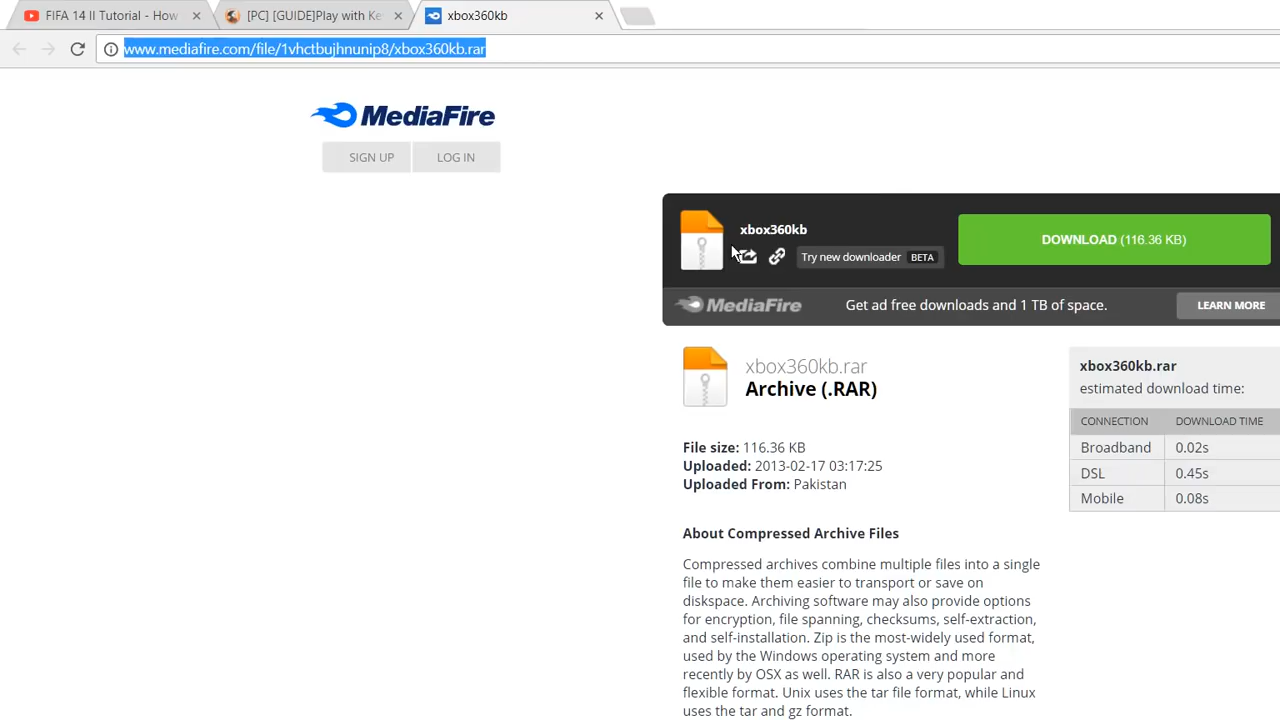 FIFA 14 II Tutorial - How
[PC] [GUIDE]Play with Ke
xbox360kb
www.mediafire.com/file/1vhctbujhnunip8/xbox360kb.rar
MediaFire
SIGN UP
LOG IN
xbox360kb
Try new downloader BETA
DOWNLOAD (116.36 KB)
MediaFire
Get ad free downloads and 1 TB of space.
LEARN MORE
xbox360kb.rar
Archive (.RAR)
File size: 116.36 KB
Uploaded: 2013-02-17 03:17:25
Uploaded From: Pakistan
xbox360kb.rar
estimated download time:
CONNECTION DOWNLOAD TIME
Broadband 0.02s
DSL 0.45s
Mobile 0.08s
About Compressed Archive Files
Compressed archives combine multiple files into a single
file to make them easier to transport or save on
diskspace. Archiving software may also provide options
for encryption, file spanning, checksums, self-extraction,
and self-installation. Zip is the most-widely used format,
used by the Windows operating system and more
recently by OSX as well. RAR is also a very popular and
flexible format. Unix uses the tar file format, while Linux
uses the tar and gz format.